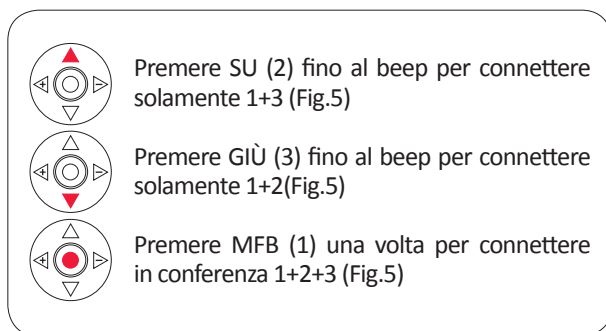 Premere SU (2) fino al beep per connettere
solamente 1+3 (Fig.5)
Premere GIÙ (3) fino al beep per connettere
solamente 1+2(Fig.5)
Premere MFB (1) una volta per connettere
in conferenza 1+2+3 (Fig.5)